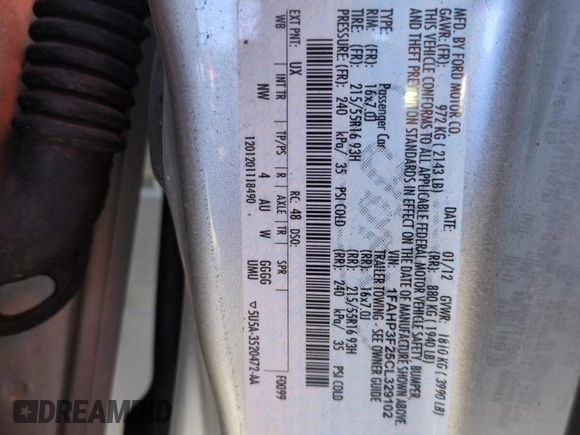 MFD. BY FORD MOTOR CO.
DATE: 01/12 GVWR: 1810 KG ( 3990 LB)
GAWR: (FR): 972 KG ( 2143 LB) (RR): 880 KG ( 1940 LB)
THIS VEHICLE CONFORMS TO ALL APPLICABLE FEDERAL MOTOR VEHICLE SAFETY, BUMPER,
AND THEFT PREVENTION STANDARDS IN EFFECT ON THE DATE OF MANUFACTURE SHOWN ABOVE.
VIN: 1FAHP3F25CL329102
TYPE: Passenger Car TRAILER TOWING - SEE OWNER GUIDE
RIM: (FR): 16x7.0J (RR): 16x7.0J
TIRE: (FR): 215/55R16 93H (RR): 215/55R16 93H
PRESSURE: (FR): 240 kPa/ 35 PSI COLD (RR): 240 kPa/ 35 PSI COLD
EXT PNT: UX RC: 48 DSO: F0099
WB INT TR TP/PS R AXLE TR SPR
NW 4 AU W GGGG
UMII
1201201118490 ▽ 5U5A-3520472-AA
DREAMBID